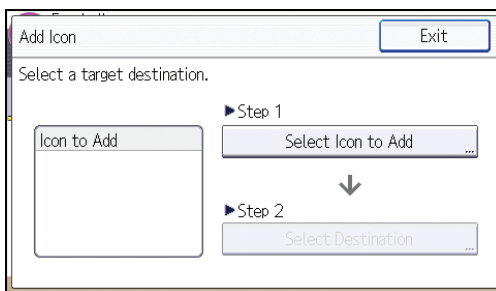 Add Icon
Exit
Select a target destination.
▶Step 1
Icon to Add
Select Icon to Add
...
▶Step 2
Select Destination
...